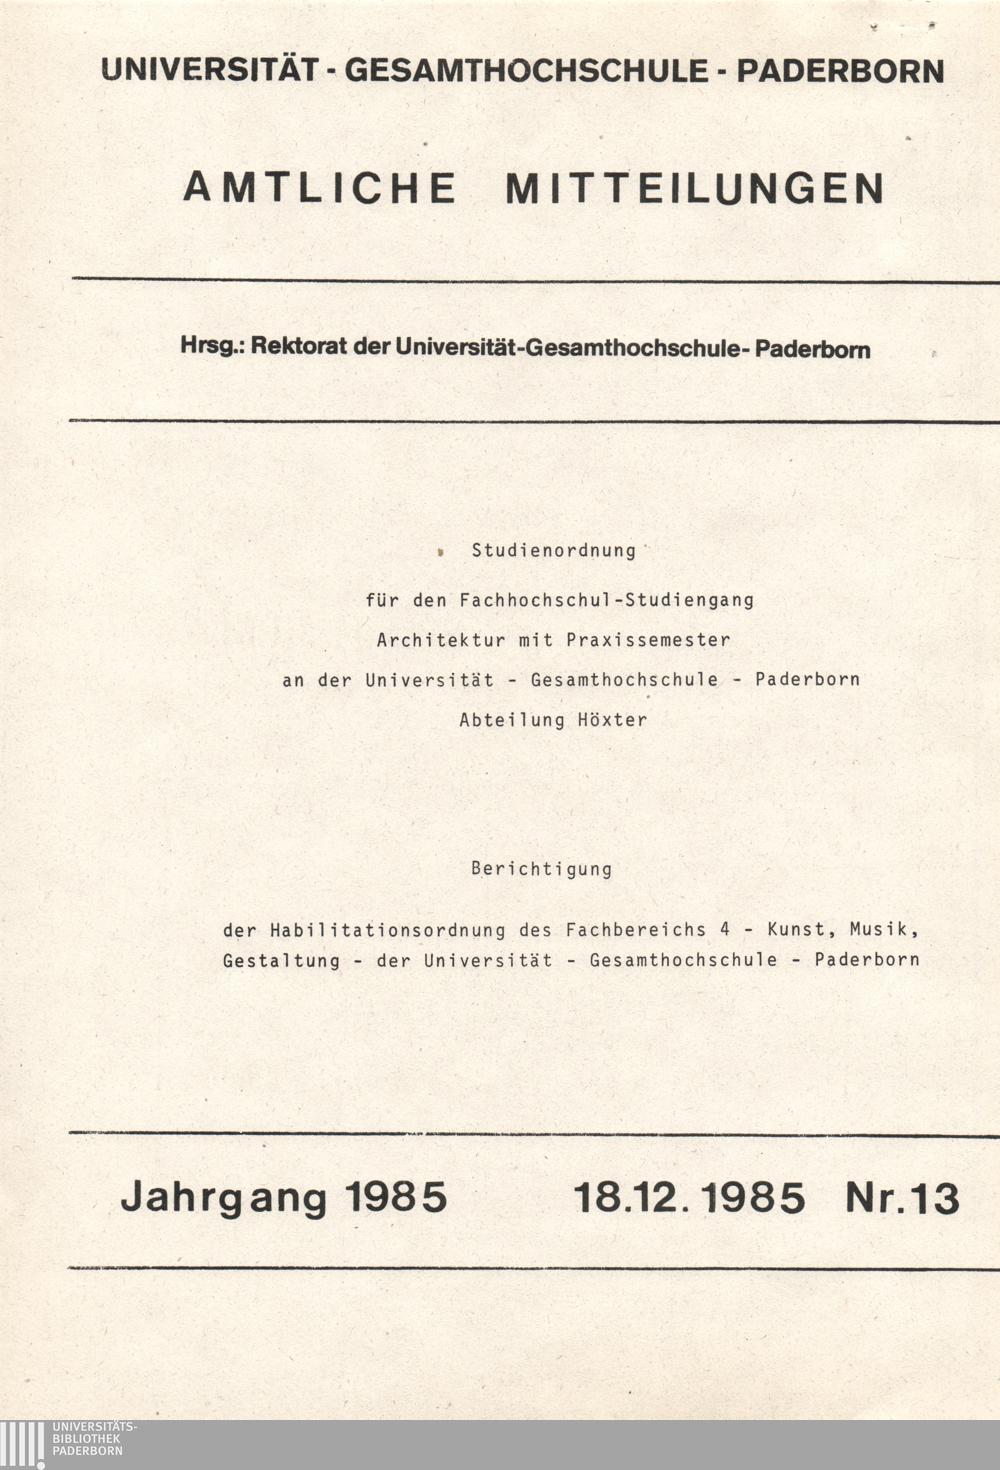 UNIVERSITÄT - GESAMTHOCHSCHULE - PADERBORN
AMTLICHE MITTEILUNGEN
Hrsg.: Rektorat der Universität-Gesamthochschule- Paderborn
Studienordnung
für den Fachhochschul-Studiengang
Architektur mit Praxissemester
an der Universität - Gesamthochschule - Paderborn
Abteilung Höxter
Berichtigung
der Habilitationsordnung des Fachbereichs 4 - Kunst, Musik,
Gestaltung - der Universität - Gesamthochschule - Paderborn
Jahrgang 1985 18.12. 1985 Nr.13
UNIVERSITÄTS-
BIBLIOTHEK
PADERBORN